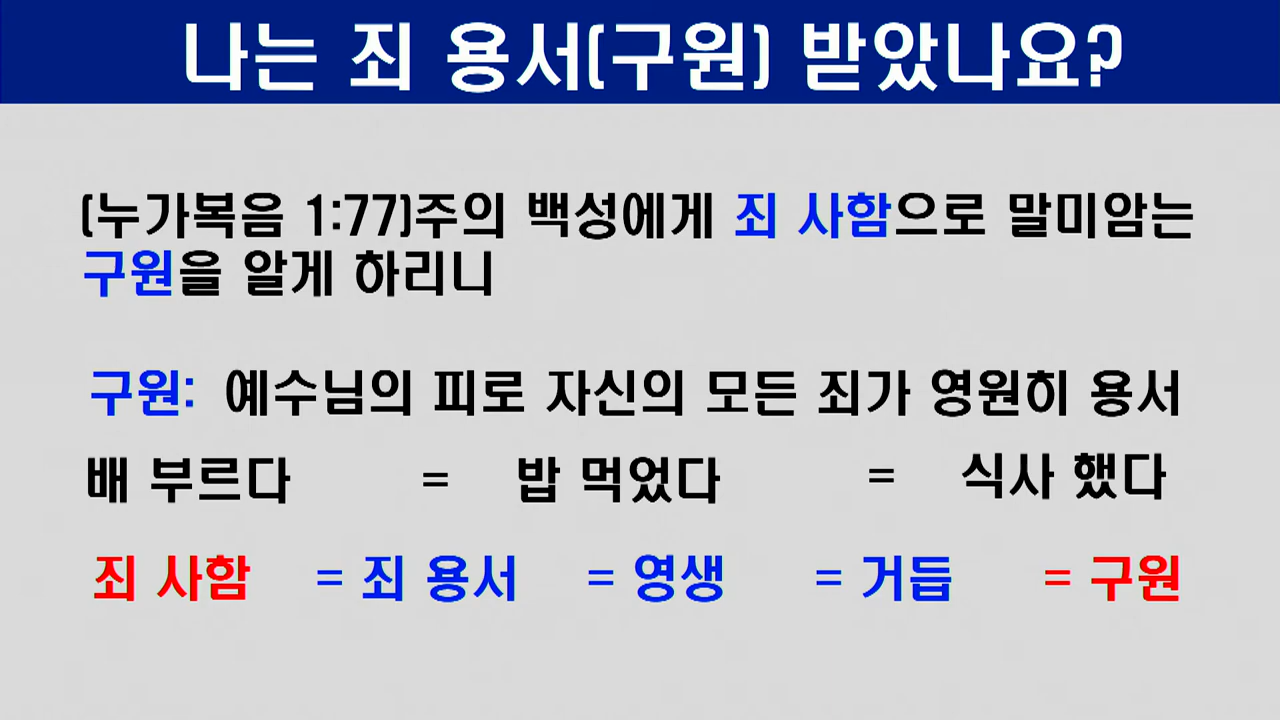 나는 죄 용서(구원) 받았나요?
(누가복음 1:77)주의 백성에게 죄 사함으로 말미암는
구원을 알게 하리니
구원: 예수님의 피로 자신의 모든 죄가 영원히 용서
배 부르다 = 밥 먹었다 = 식사 했다
죄 사함 = 죄 용서 = 영생 = 거듭 = 구원